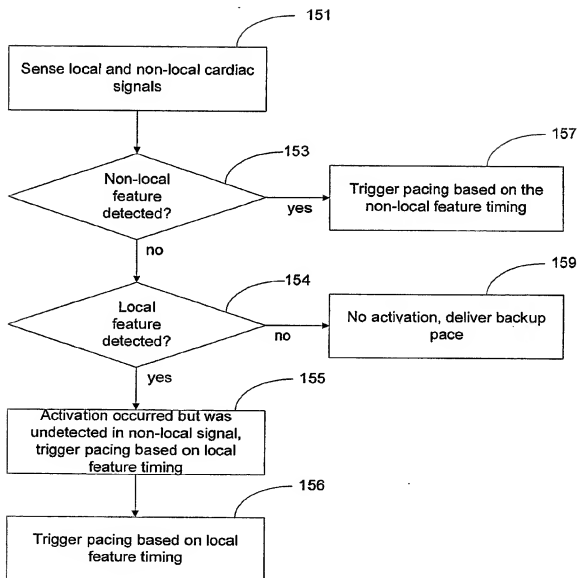 151
Sense local and non-local cardiac
signals
153
Non-local
feature
detected?
yes
157
Trigger pacing based on the
non-local feature timing
no
154
Local
feature
detected?
no
159
No activation, deliver backup
pace
yes
155
Activation occurred but was
undetected in non-local signal,
trigger pacing based on local
feature timing
156
Trigger pacing based on local
feature timing